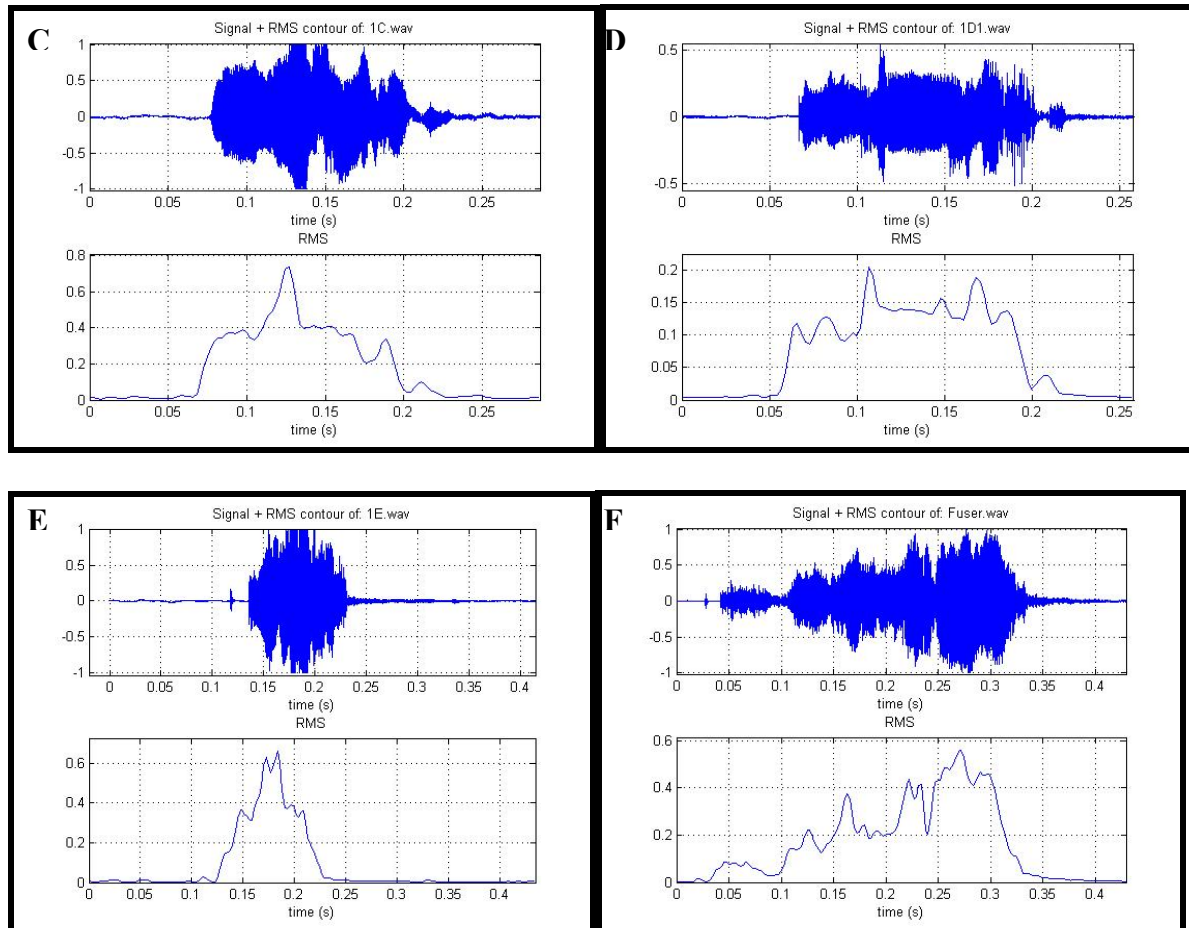 C
Signal + RMS contour of: 1C.wav
1
0.5
0
-0.5
-1
0 0.05 0.1 0.15 0.2 0.25
time (s)
RMS
0.8
0.6
0.4
0.2
0
0 0.05 0.1 0.15 0.2 0.25
time (s)
D
Signal + RMS contour of: 1D1.wav
0.5
0
-0.5
0 0.05 0.1 0.15 0.2 0.25
time (s)
RMS
0.2
0.15
0.1
0.05
0
0 0.05 0.1 0.15 0.2 0.25
time (s)
E
Signal + RMS contour of: 1E.wav
1
0.5
0
-0.5
-1
0 0.05 0.1 0.15 0.2 0.25 0.3 0.35 0.4
time (s)
RMS
0.6
0.4
0.2
0
0 0.05 0.1 0.15 0.2 0.25 0.3 0.35 0.4
time (s)
F
Signal + RMS contour of: Fuser.wav
1
0.5
0
-0.5
-1
0 0.05 0.1 0.15 0.2 0.25 0.3 0.35 0.4
time (s)
RMS
0.6
0.4
0.2
0
0 0.05 0.1 0.15 0.2 0.25 0.3 0.35 0.4
time (s)